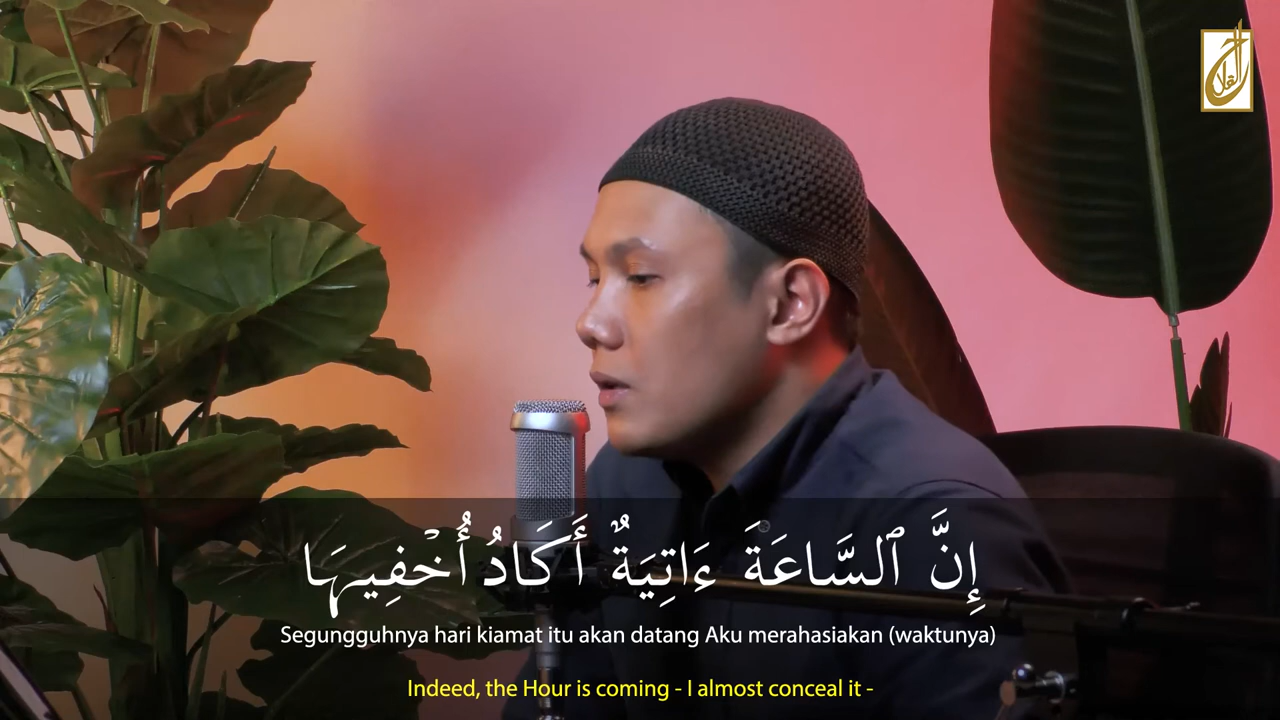 إِنَّ ٱلسَّاعَةَ ءَاتِيَةٌ أَكَادُ أُخْفِيهَا
Segungguhnya hari kiamat itu akan datang Aku merahasiakan (waktunya)
Indeed, the Hour is coming - I almost conceal it -